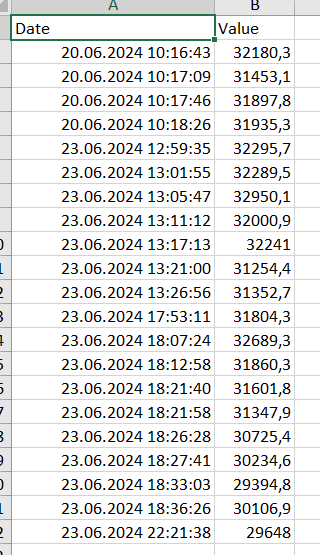 A B
Date Value
20.06.2024 10:16:43 32180,3
20.06.2024 10:17:09 31453,1
20.06.2024 10:17:46 31897,8
20.06.2024 10:18:26 31935,3
23.06.2024 12:59:35 32295,7
23.06.2024 13:01:55 32289,5
23.06.2024 13:05:47 32950,1
23.06.2024 13:11:12 32000,9
23.06.2024 13:17:13 32241
23.06.2024 13:21:00 31254,4
23.06.2024 13:26:56 31352,7
23.06.2024 17:53:11 31804,3
23.06.2024 18:07:24 32689,3
23.06.2024 18:12:58 31860,3
23.06.2024 18:21:40 31601,8
23.06.2024 18:21:58 31347,9
23.06.2024 18:26:28 30725,4
23.06.2024 18:27:41 30234,6
23.06.2024 18:33:03 29394,8
23.06.2024 18:36:26 30106,9
23.06.2024 22:21:38 29648